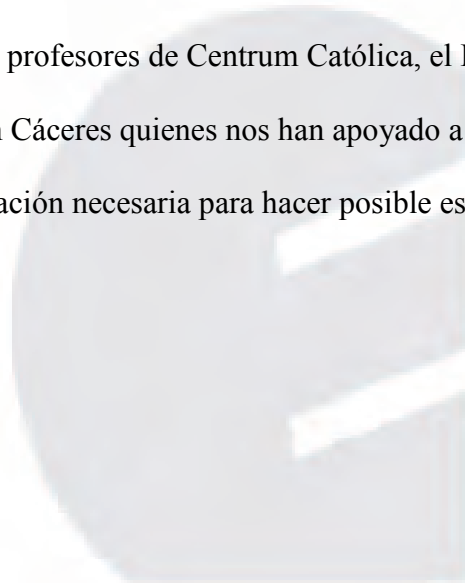 profesores de Centrum Católica, el
Cáceres quienes nos han apoyado a
ación necesaria para hacer posible es